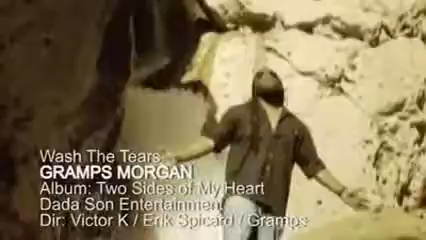 Wash The Tears
GRAMPS MORGAN
Album: Two Sides of My Heart
Dada Son Entertainment
Dir: Victor K / Erik Spicard / Gramps